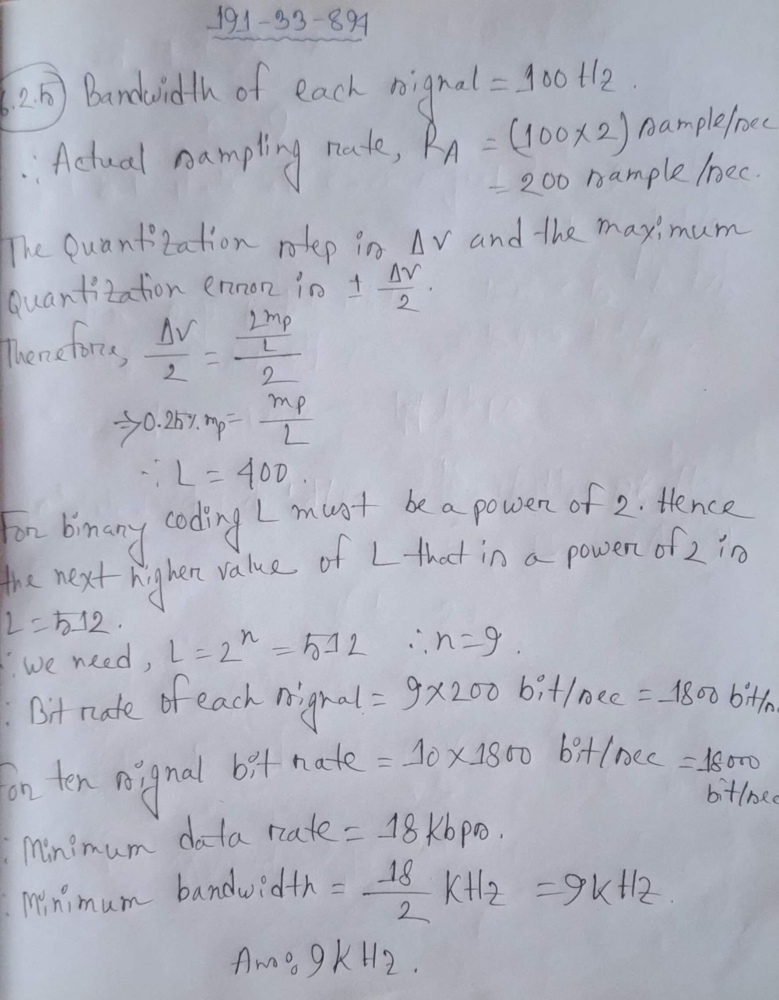 191-33-891
6.2.5) Bandwidth of each signal = 100 Hz.
∴ Actual sampling rate, R_A = (100×2) sample/sec
= 200 sample/sec.
The Quantization step is Δv and the maximum
Quantization error is ± Δv/2.
Therefore, Δv/2 = (2mp/L)/2
⇒ 0.25% mp = mp/L
∴ L = 400.
For binary coding L must be a power of 2. Hence
the next higher value of L that is a power of 2 is
L = 512.
∴ we need, L = 2^n = 512 ∴ n = 9.
∴ Bit rate of each signal = 9×200 bit/sec = 1800 bit/s
For ten signal bit rate = 10×1800 bit/sec = 18000
bit/sec
∴ Minimum data rate = 18 Kbps.
∴ Minimum bandwidth = 18/2 KHz = 9KHz.
Ans: 9KHz.